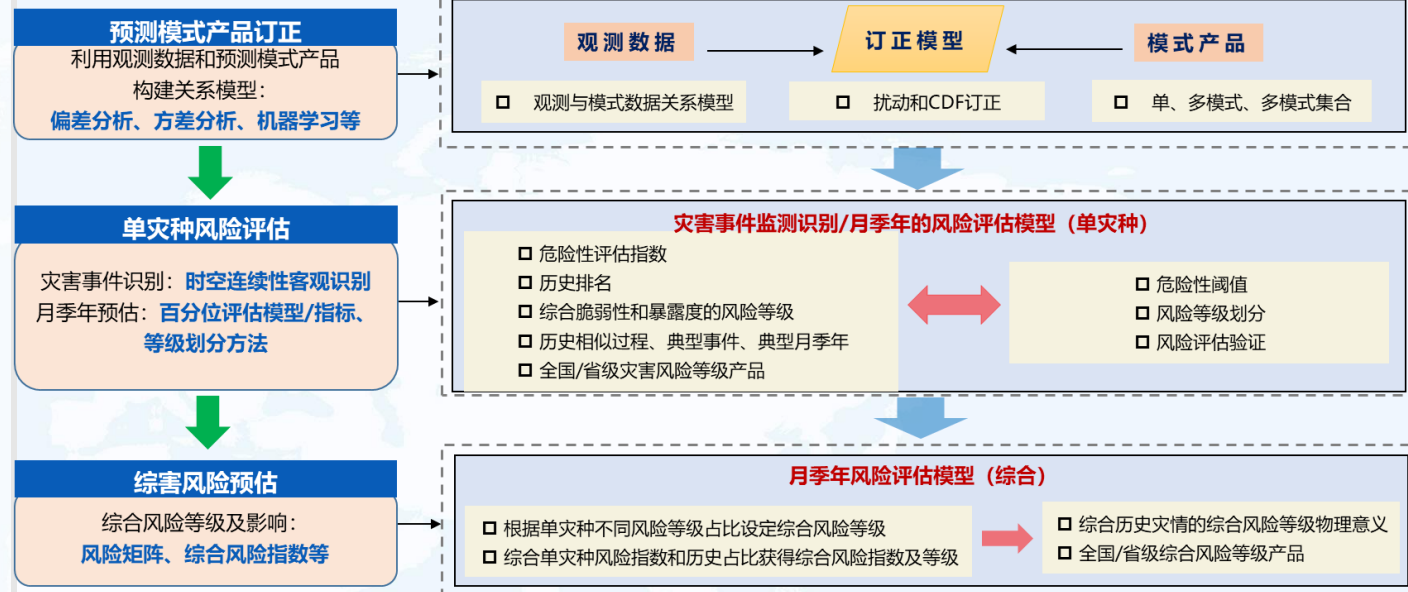 预测模式产品订正
利用观测数据和预测模式产品
构建关系模型：
偏差分析、方差分析、机器学习等
观测数据
订正模型
模式产品
观测与模式数据关系模型
扰动和CDF订正
单、多模式、多模式集合
单灾种风险评估
灾害事件识别：时空连续性客观识别
月季年预估：百分位评估模型/指标、
等级划分方法
灾害事件监测识别/月季年的风险评估模型（单灾种）
危险性评估指数
历史排名
综合脆弱性和暴露度的风险等级
历史相似过程、典型事件、典型月季年
全国/省级灾害风险等级产品
危险性阈值
风险等级划分
风险评估验证
综害风险预估
综合风险等级及影响：
风险矩阵、综合风险指数等
月季年风险评估模型（综合）
根据单灾种不同风险等级占比设定综合风险等级
综合单灾种风险指数和历史占比获得综合风险指数及等级
综合历史灾情的综合风险等级物理意义
全国/省级综合风险等级产品